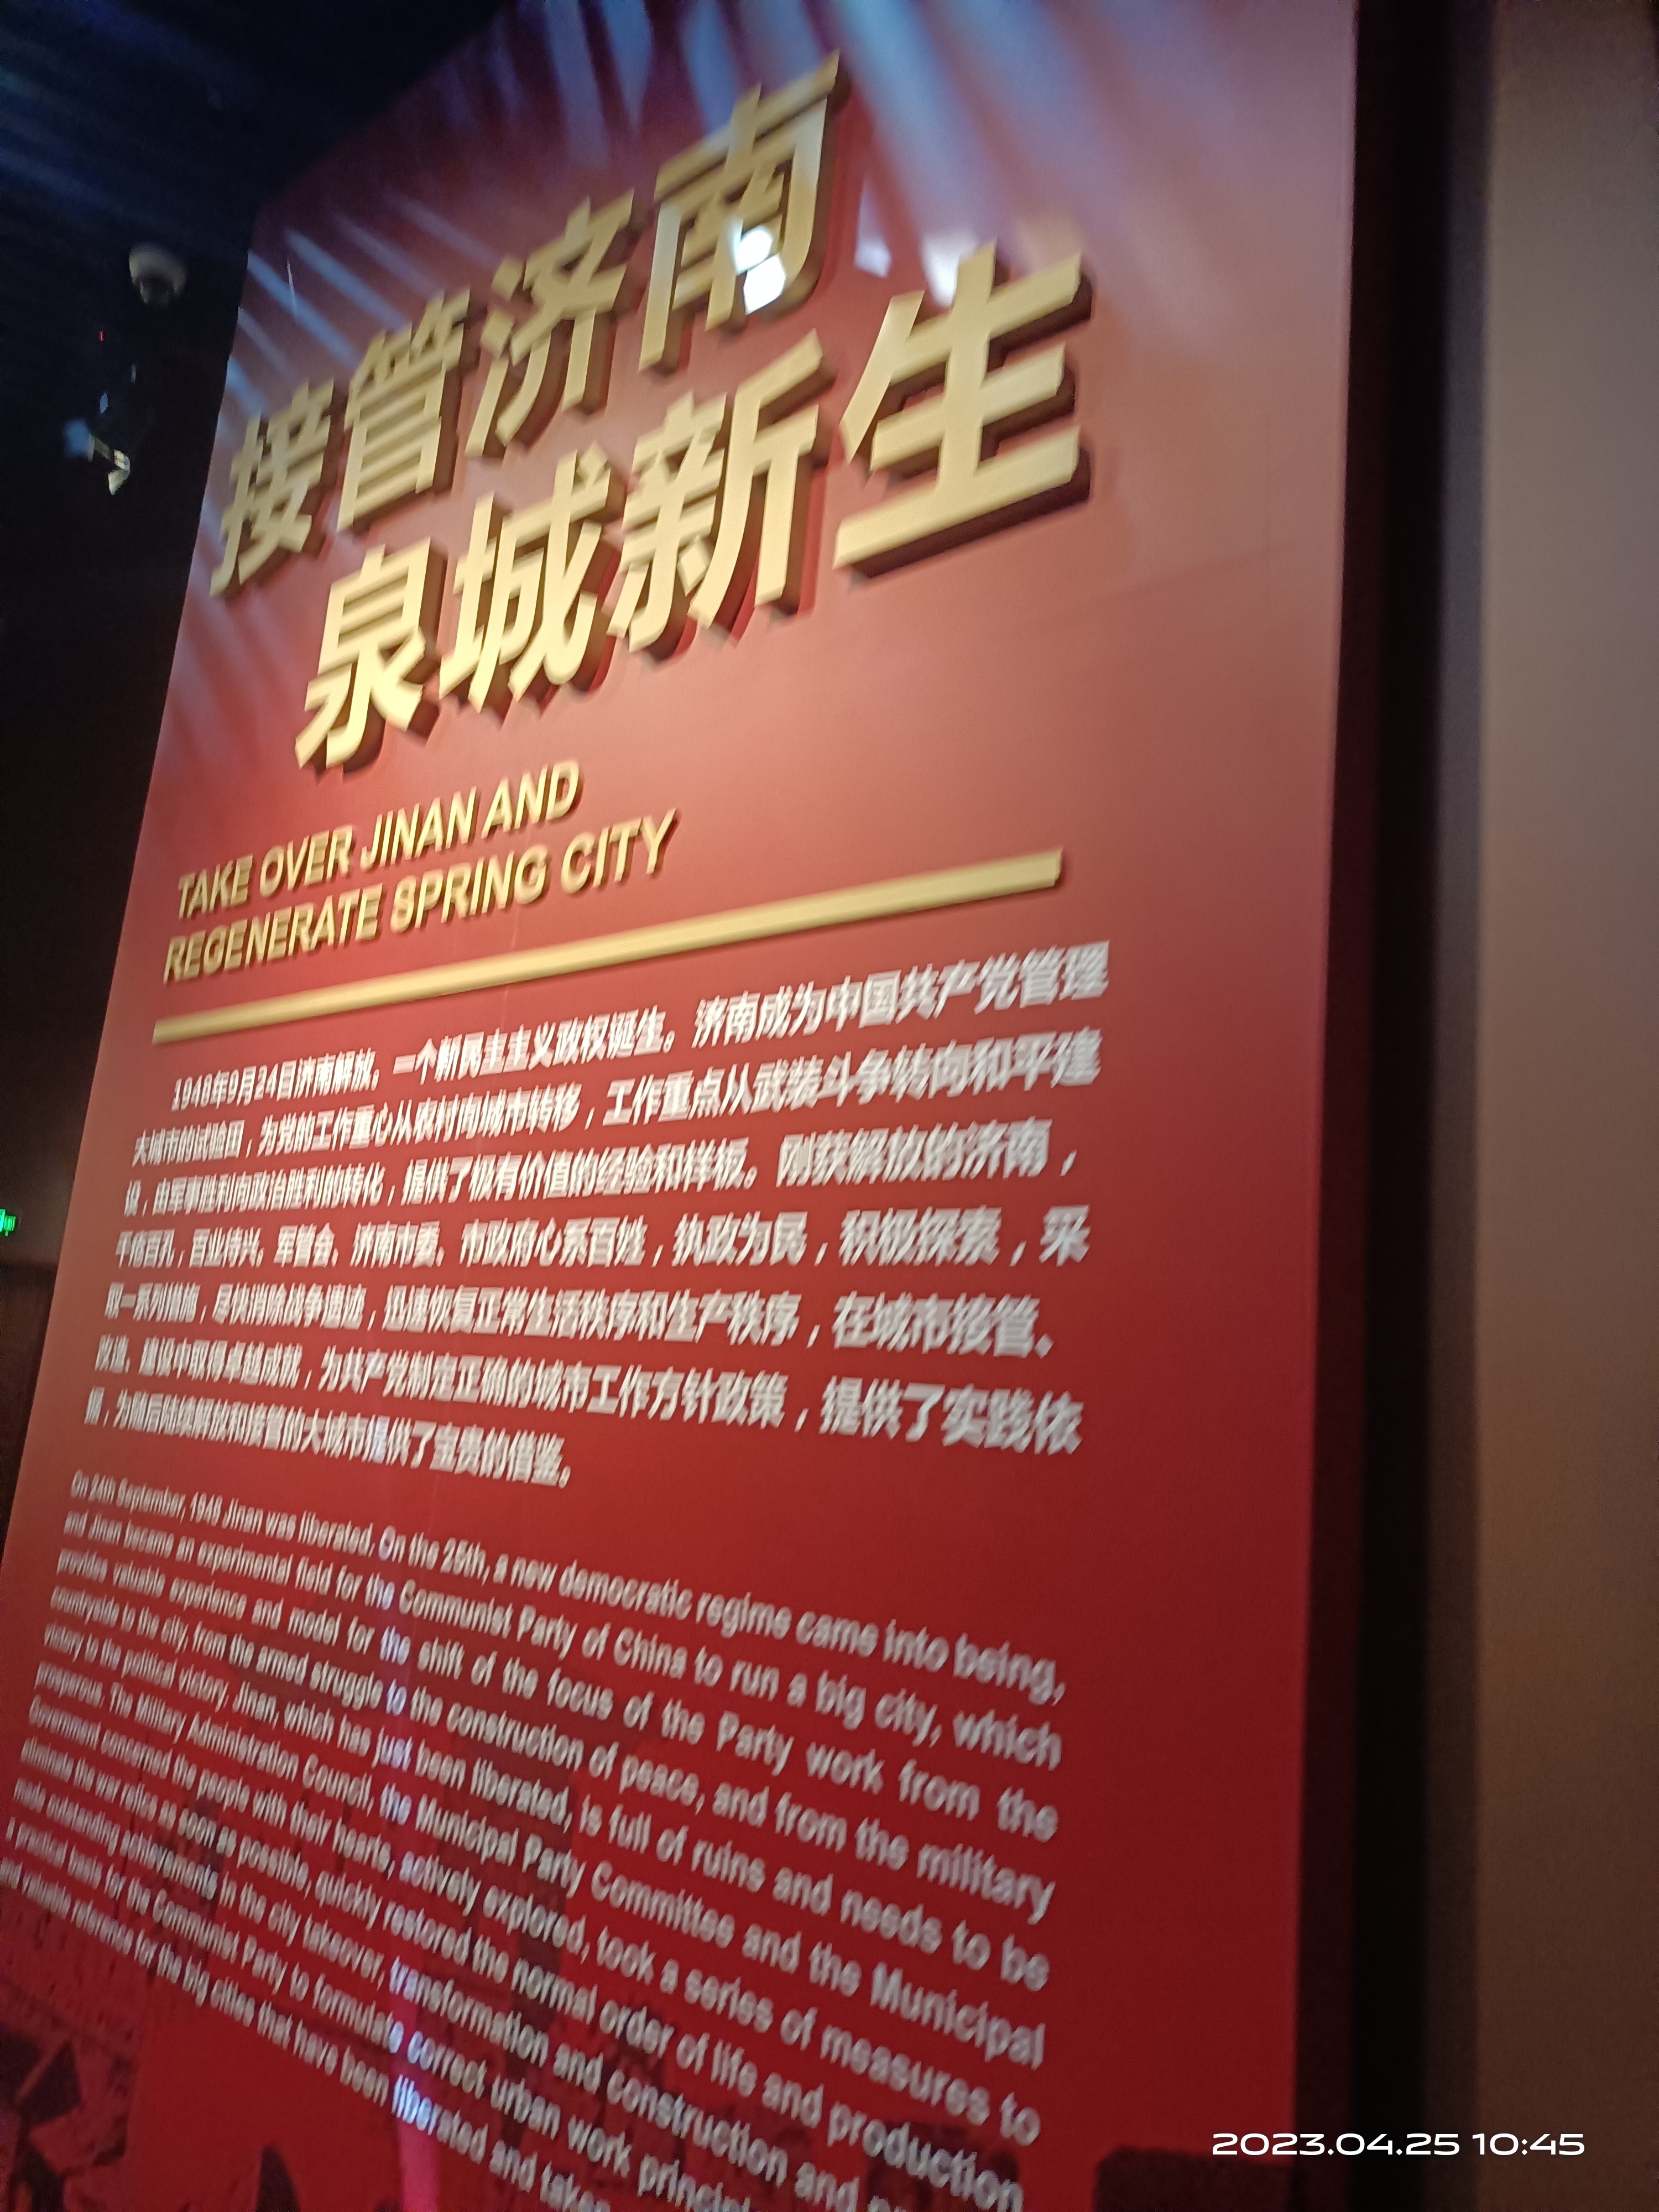 接管济南
泉城新生
TAKE OVER JINAN AND
REGENERATE SPRING CITY
1948年9月24日济南解放。一个新民主主义政权诞生。济南成为中国共产党管理
大城市的试验田，为党的工作重心从农村向城市转移，工作重点从武装斗争转向和平建
设，由军事胜利向政治胜利的转化，提供了极有价值的经验和样板。刚获解放的济南，
千疮百孔，百业待兴。军管会、济南市委、市政府心系百姓，执政为民，积极探索，采
取一系列措施，尽快消除战争遗迹，迅速恢复正常生活秩序和生产秩序，在城市接管、
改造、建设中取得卓越成就，为共产党制定正确的城市工作方针政策，提供了实践依
据，为随后陆续解放和接管的大城市提供了宝贵的借鉴。
On 24th September, 1948 Jinan was liberated. On the 25th, a new democratic regime came into being,
and Jinan became an experimental field for the Communist Party of China to run a big city, which
provides valuable experience and model for the shift of the focus of the Party work from the
countryside to the city, from the armed struggle to the construction of peace, and from the military
victory to the political victory. Jinan, which has just been liberated, is full of ruins and needs to be
prosperous. The Military Administration Council, the Municipal Party Committee and the Municipal
Government concerned the people with their hearts, actively explored, took a series of measures to
eliminate the war relics as soon as possible, quickly restored the normal order of life and production
made outstanding achievements in the city takeover, transformation and construction and
a practical basis for the Communist Party to formulate correct urban work
and valuable reference for the big cities that have been liberated and taken
2023.04.25 10:45